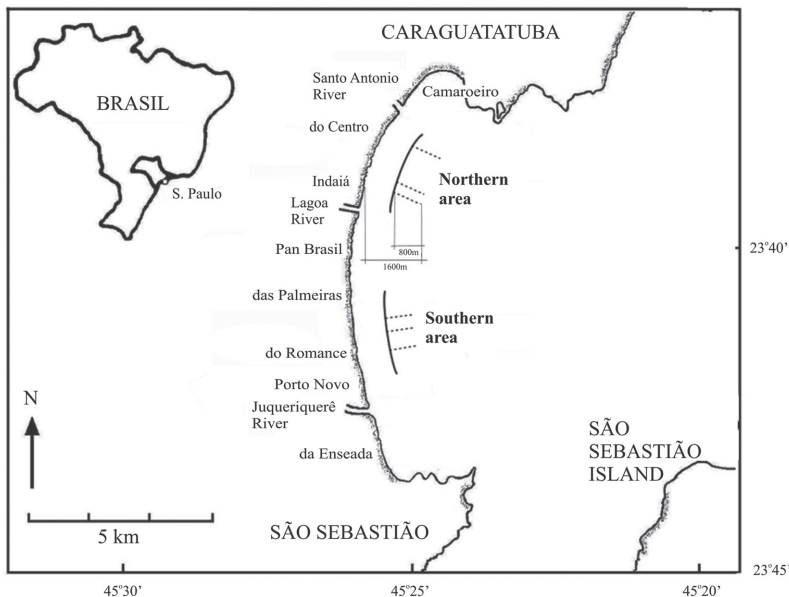 CARAGUATATUBA
BRASIL
S. Paulo
Santo Antonio
River
Camaroeiro
do Centro
Indaiá
Northern
area
Lagoa
River
Pan Brasil
800m
1600m
23°40'
das Palmeiras
Southern
area
do Romance
Porto Novo
Juqueriquerê
River
da Enseada
N
SÃO
SEBASTIÃO
ISLAND
5 km
SÃO SEBASTIÃO
23°45'
45°30'
45°25'
45°20'